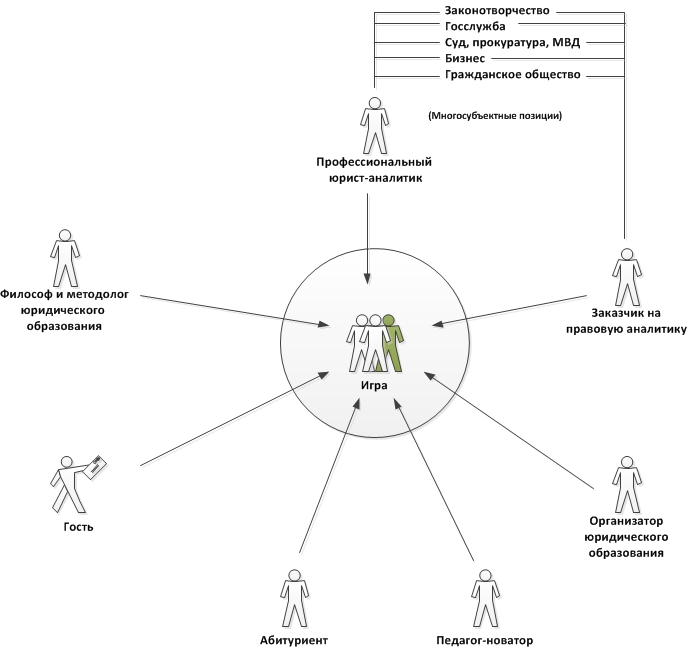 Законотворчество
Госслужба
Суд, прокуратура, МВД
Бизнес
Гражданское общество
(Многосубъектные позиции)
Профессиональный
юрист-аналитик
Философ и методолог
юридического
образования
Заказчик на
правовую аналитику
Игра
Гость
Организатор
юридического
образования
Абитуриент
Педагог-новатор